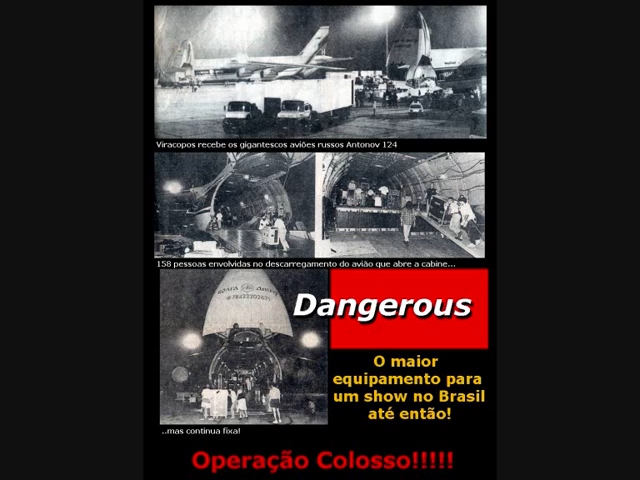 Viracopos recebe os gigantescos aviões russos Antonov 124
158 pessoas envolvidas no descarregamento do avião que abre a cabine...
Dangerous
O maior
equipamento para
um show no Brasil
até então!
..mas continua fixa!
Operação Colosso!!!!!